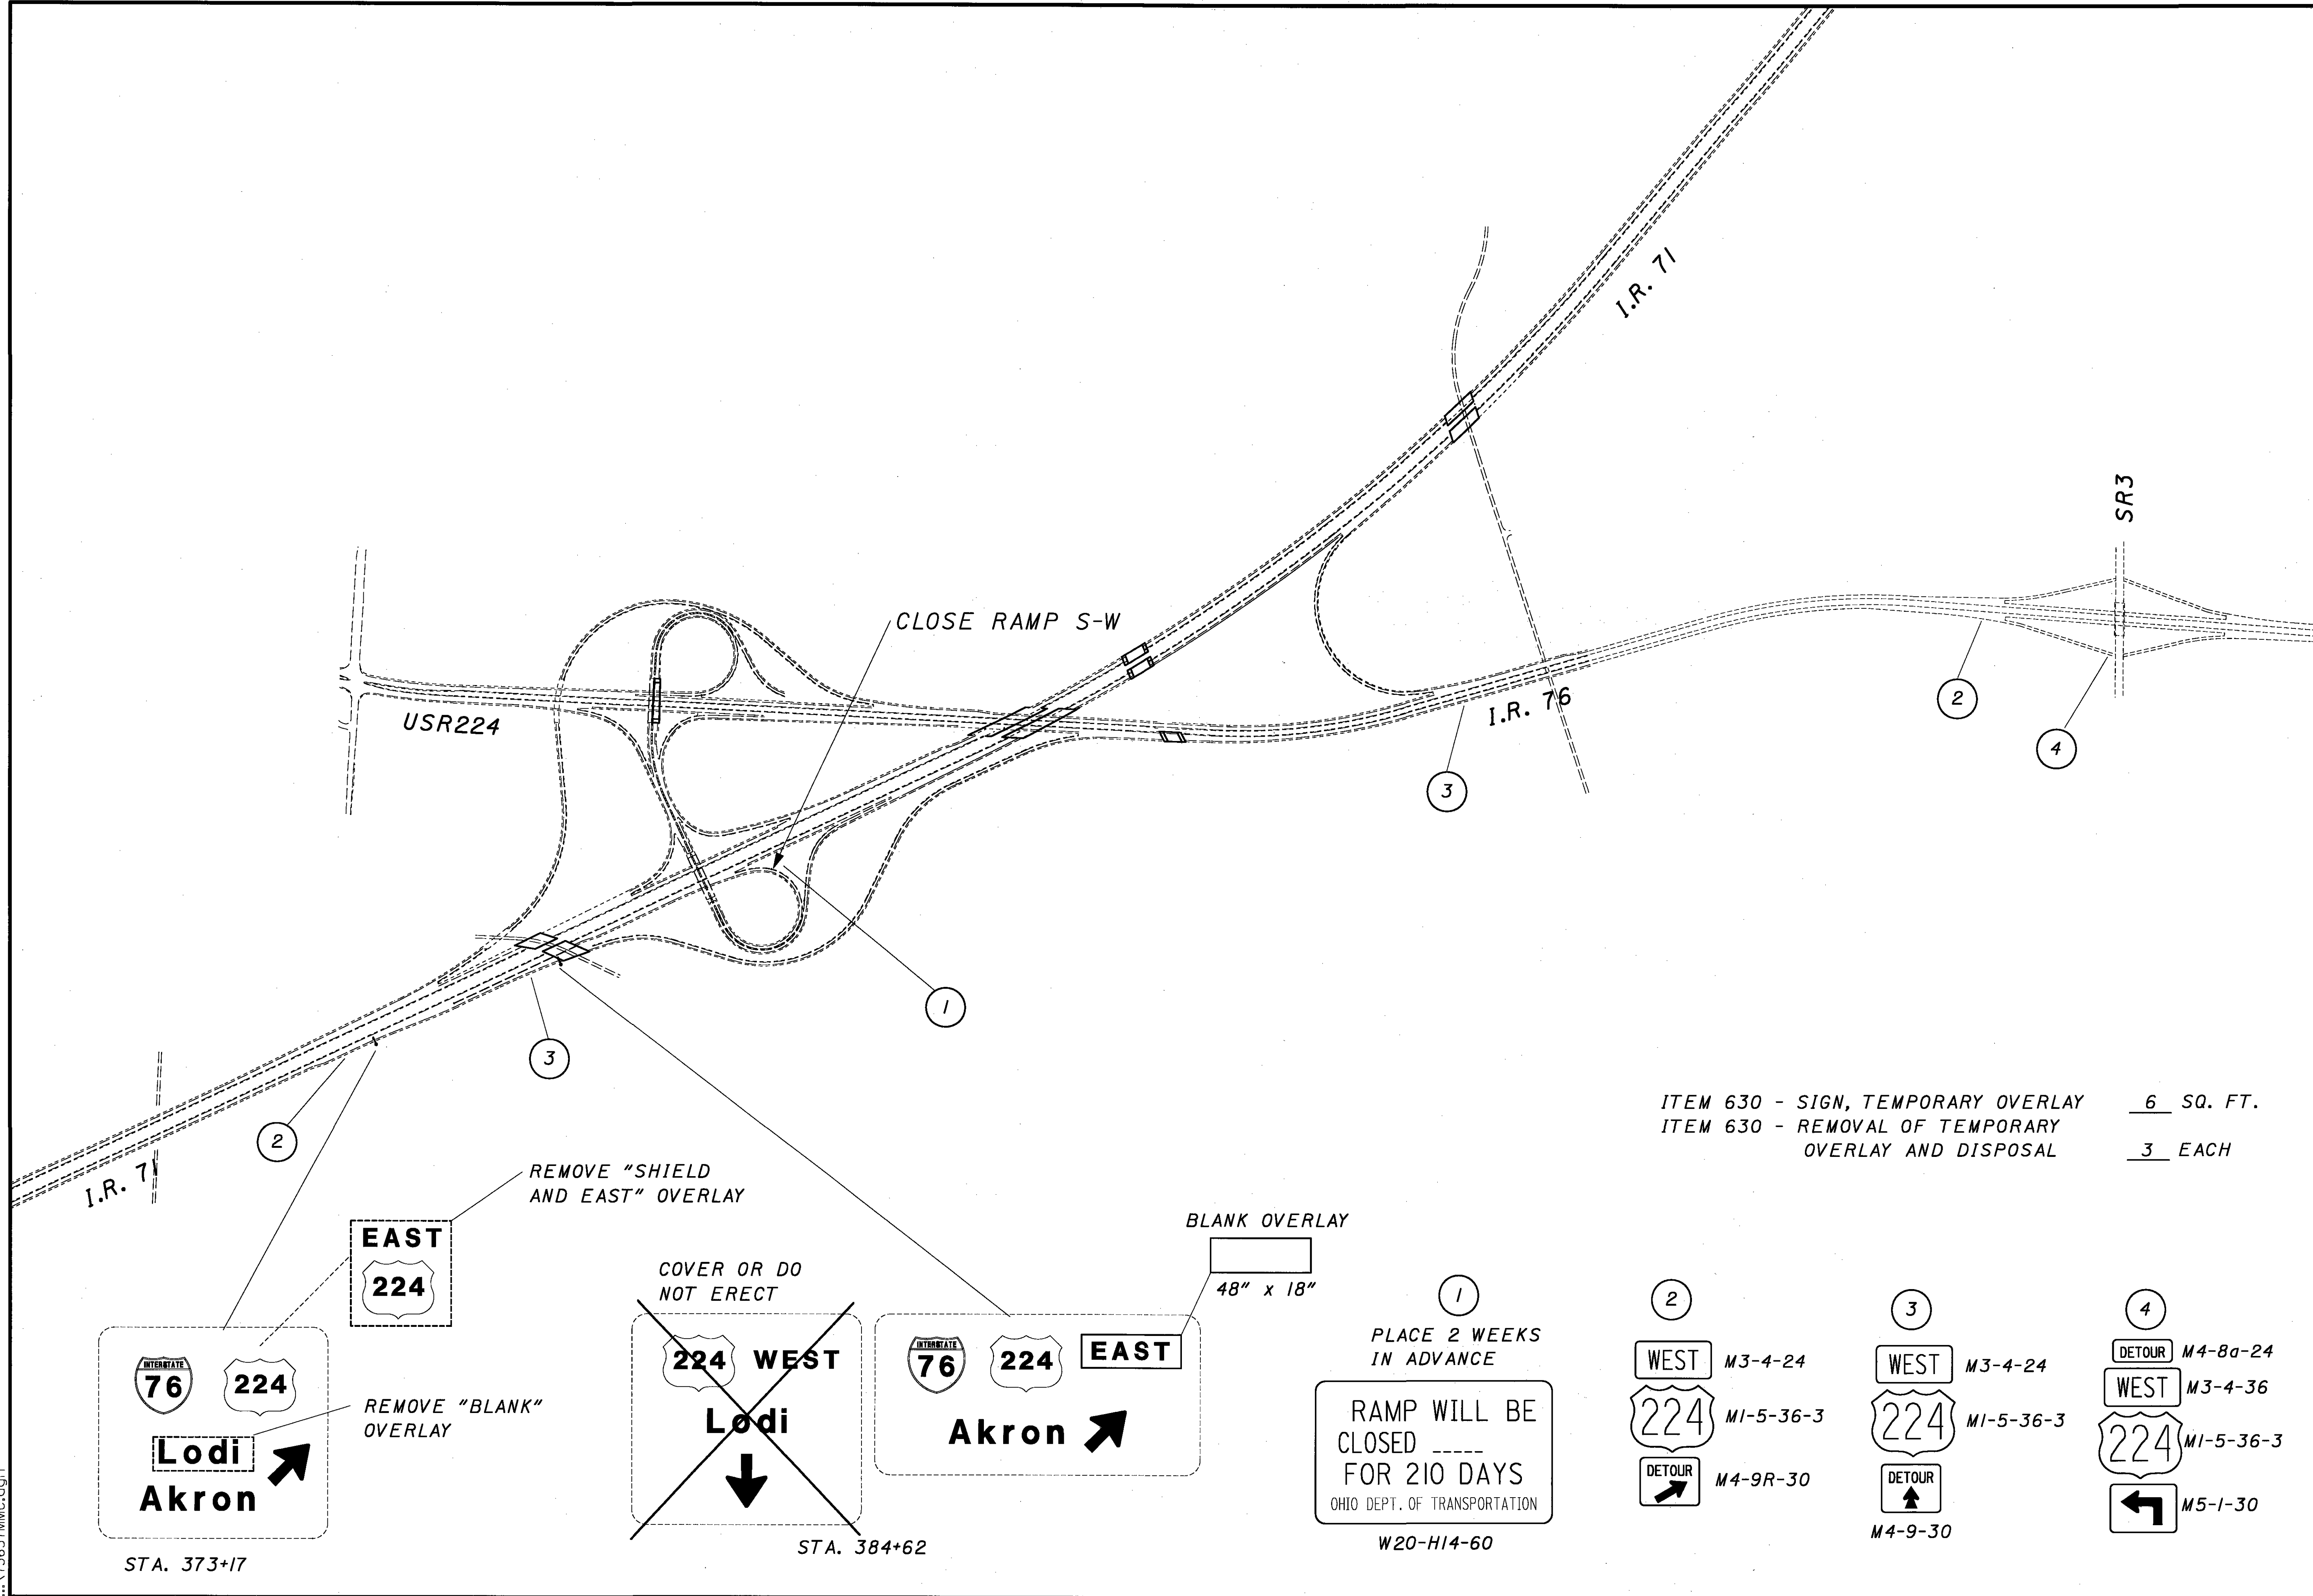 I.R. 71
SR3
CLOSE RAMP S-W
USR224
I.R. 76
2
4
3
1
3
2
I.R. 71
ITEM 630 - SIGN, TEMPORARY OVERLAY 6 SQ. FT.
ITEM 630 - REMOVAL OF TEMPORARY
OVERLAY AND DISPOSAL 3 EACH
REMOVE "SHIELD
AND EAST" OVERLAY
EAST
224
INTERSTATE
76
224
REMOVE "BLANK"
OVERLAY
Lodi
Akron
STA. 373+17
COVER OR DO
NOT ERECT
224 WEST
Lodi
STA. 384+62
BLANK OVERLAY
48" x 18"
INTERSTATE
76
224
EAST
Akron
1
PLACE 2 WEEKS
IN ADVANCE
RAMP WILL BE
CLOSED _____
FOR 210 DAYS
OHIO DEPT. OF TRANSPORTATION
W20-H14-60
2
WEST M3-4-24
224 M1-5-36-3
DETOUR M4-9R-30
3
WEST M3-4-24
224 M1-5-36-3
DETOUR
M4-9-30
4
DETOUR M4-8a-24
WEST M3-4-36
224 M1-5-36-3
M5-1-30